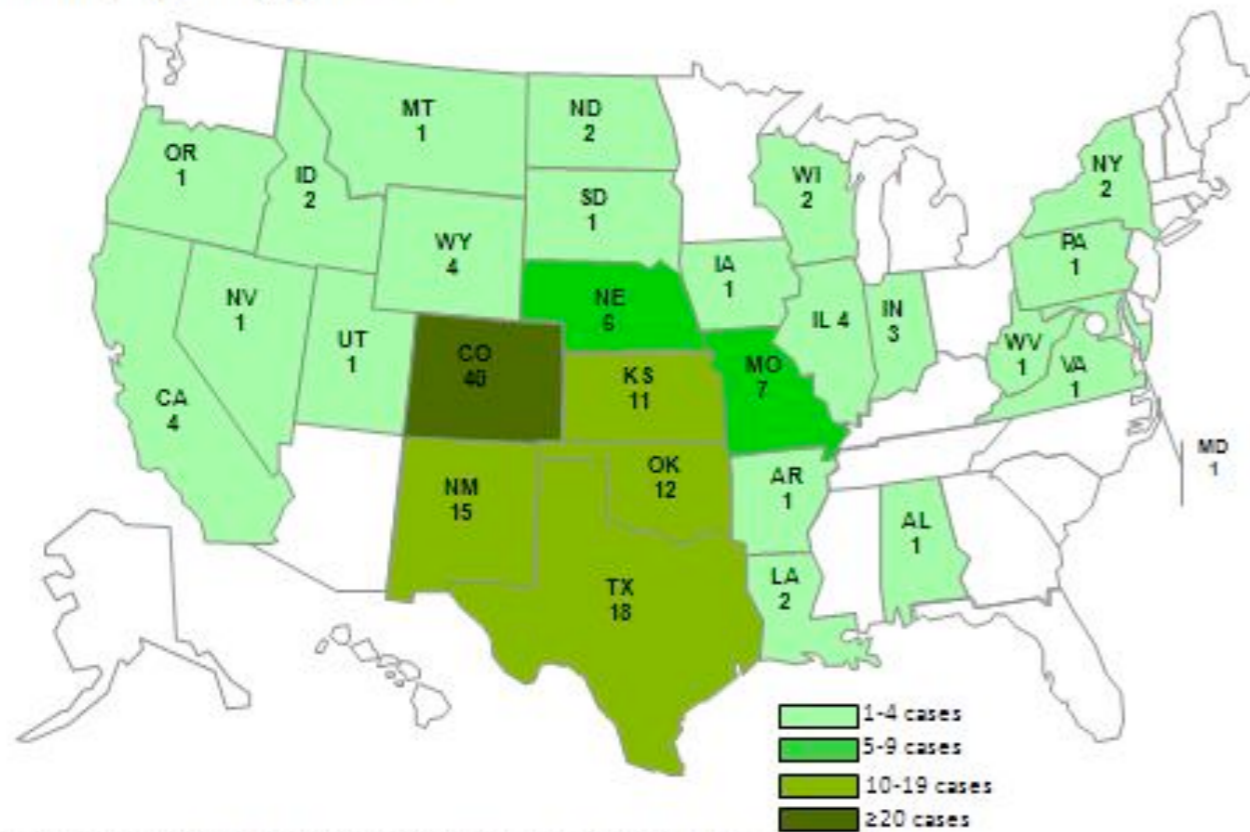 MT
1
ND
2
OR
1
ID
2
WI
2
NY
2
SD
1
WY
4
PA
1
IA
1
NE
6
NV
1
IL 4
IN
3
UT
1
CO
40
WV
1
VA
1
MO
7
KS
11
CA
4
MD
1
OK
12
AR
1
NM
15
AL
1
LA
2
TX
18
1-4 cases
5-9 cases
10-19 cases
≥20 cases